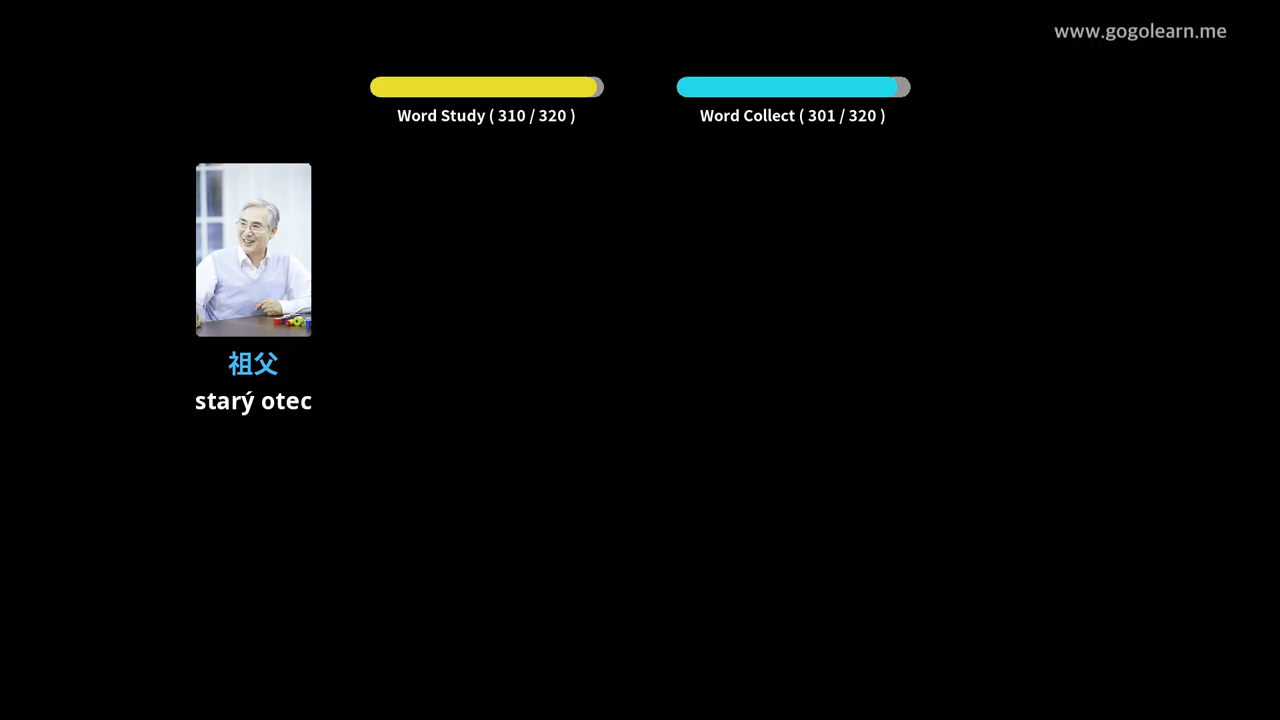 www.gogolearn.me
Word Study ( 310 / 320 )
Word Collect ( 301 / 320 )
祖父
starý otec